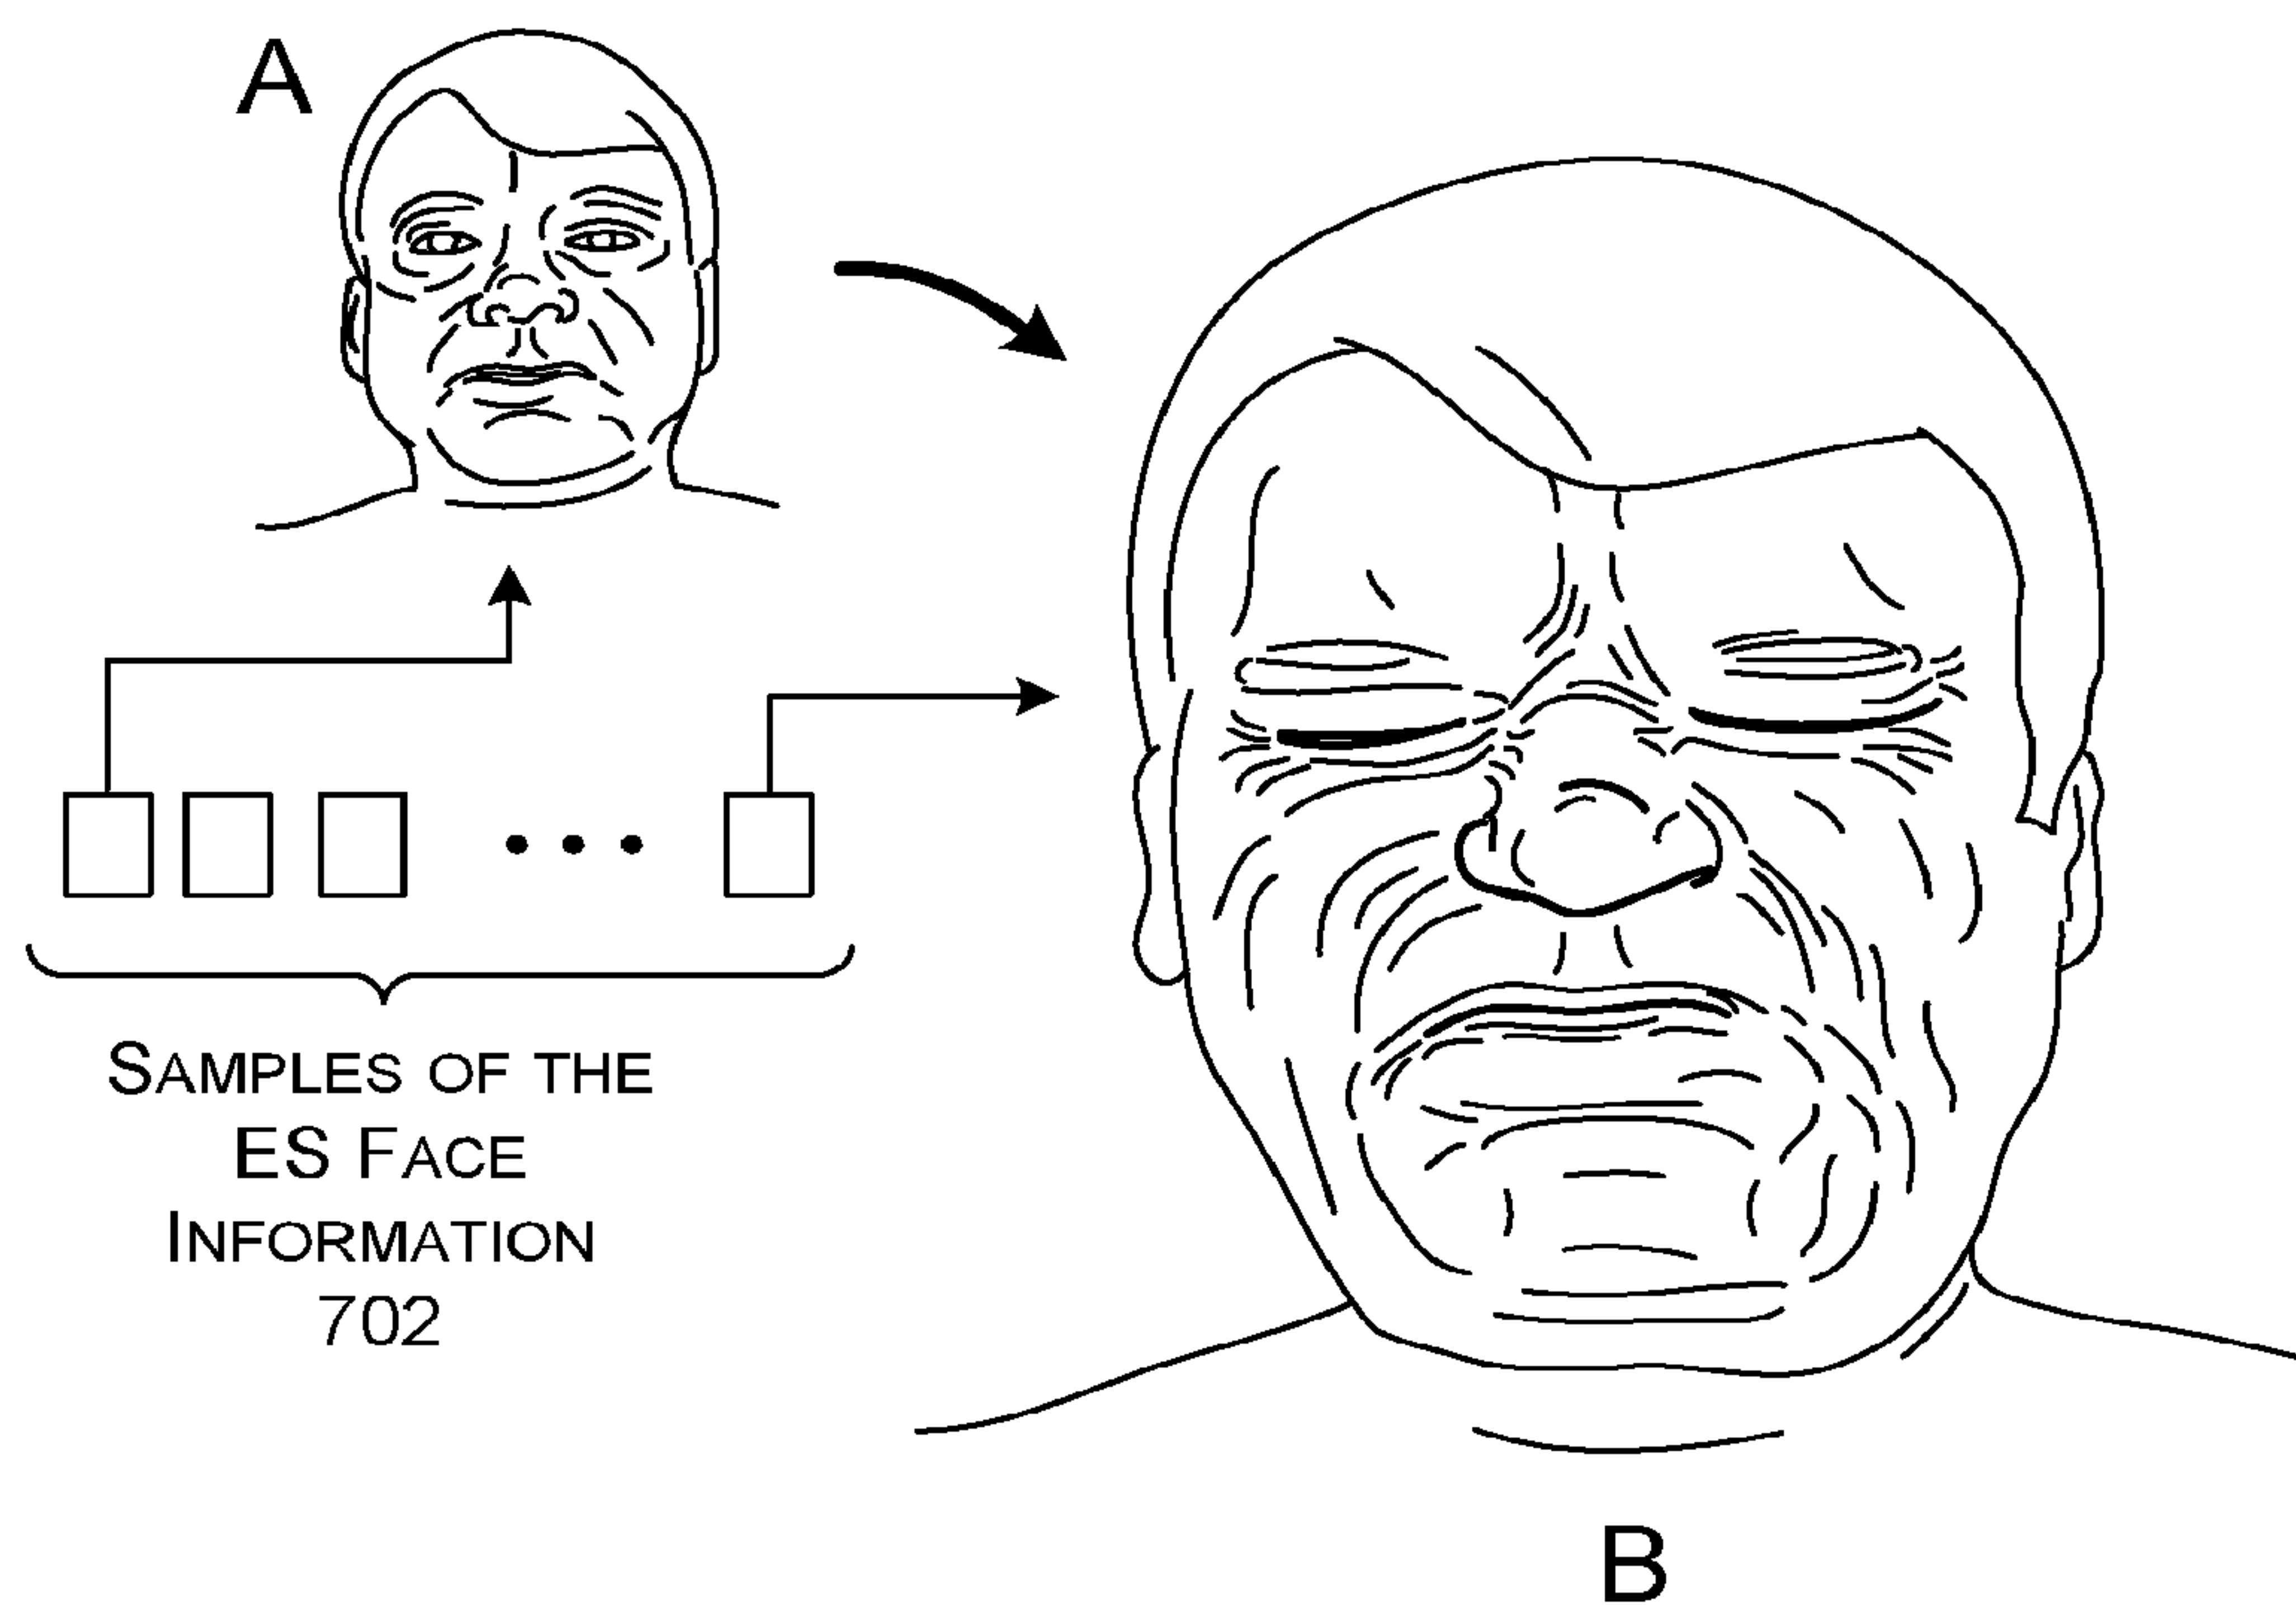 A
SAMPLES OF THE
ES FACE
INFORMATION
702
B